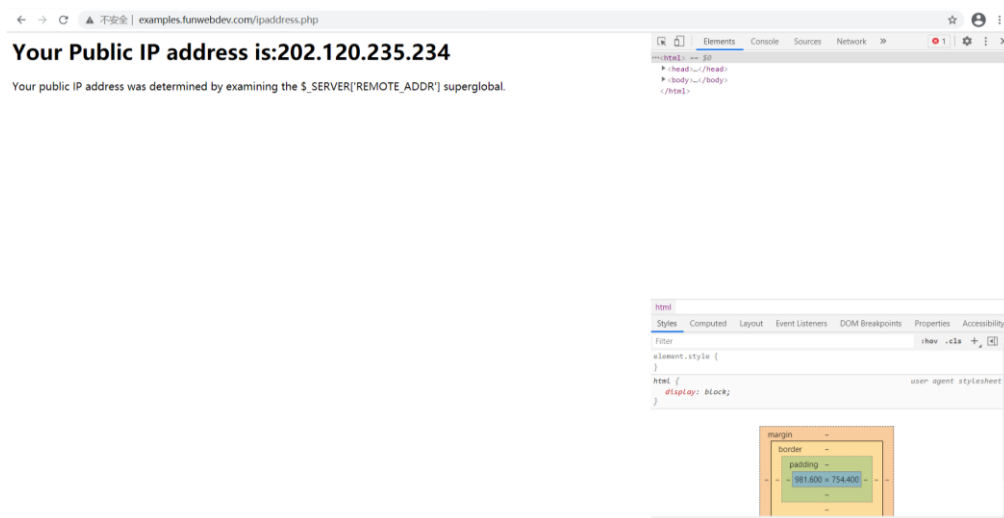 不安全 | examples.funwebdev.com/ipaddress.php
Your Public IP address is:202.120.235.234
Your public IP address was determined by examining the $_SERVER['REMOTE_ADDR'] superglobal.
Elements Console Sources Network » 1
···<html> == $0
<head>…</head>
<body>…</body>
</html>
html
Styles Computed Layout Event Listeners DOM Breakpoints Properties Accessibility
Filter :hov .cls +
element.style {
}
html { user agent stylesheet
display: block;
}
margin –
border –
padding –
– – – 981.600 × 754.400 – – –
–
–